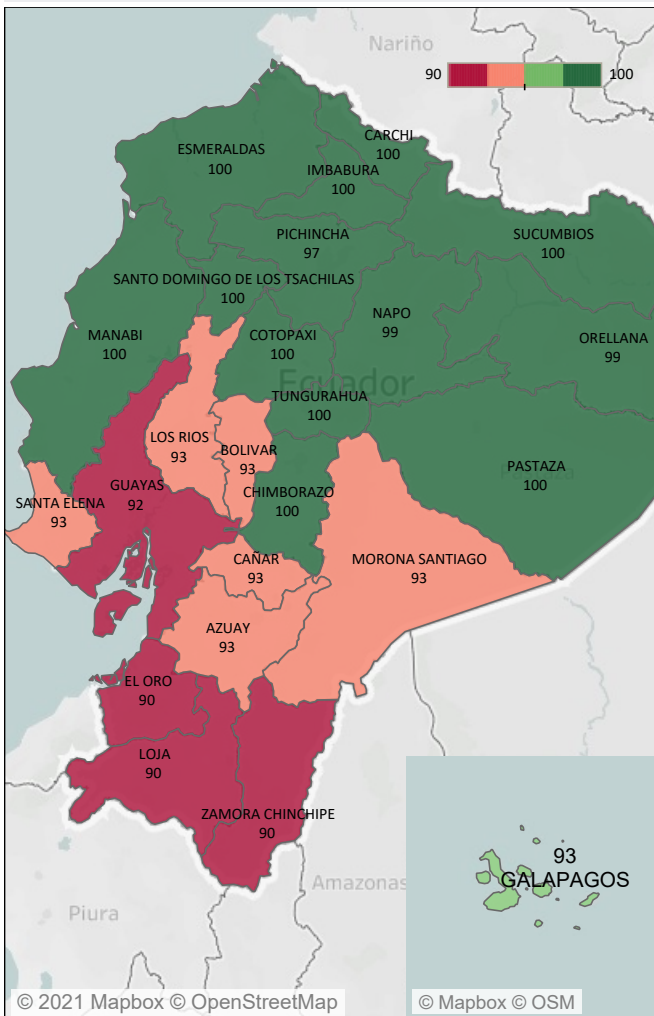 Nariño
90
100
CARCHI
100
ESMERALDAS
100
IMBABURA
100
PICHINCHA
97
SUCUMBIOS
100
SANTO DOMINGO DE LOS TSACHILAS
100
NAPO
99
MANABI
100
COTOPAXI
100
ORELLANA
99
Ecuador
TUNGURAHUA
100
LOS RIOS
93
BOLIVAR
93
PASTAZA
100
GUAYAS
92
CHIMBORAZO
100
SANTA ELENA
93
CAÑAR
93
MORONA SANTIAGO
93
AZUAY
93
EL ORO
90
LOJA
90
ZAMORA CHINCHIPE
90
93
GALAPAGOS
Amazonas
Piura
© 2021 Mapbox © OpenStreetMap
© Mapbox © OSM